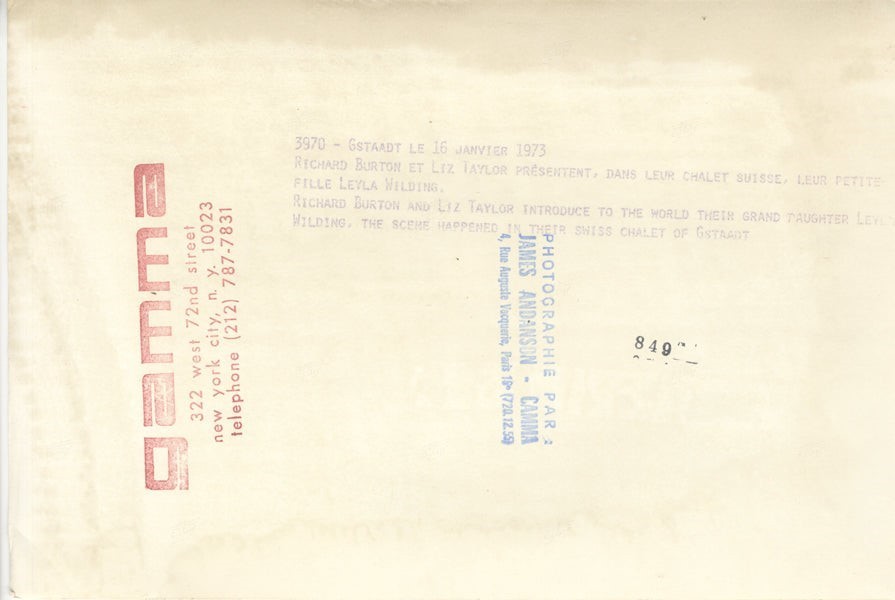 3970 - GSTAADT LE 16 JANVIER 1973
RICHARD BURTON ET LIZ TAYLOR PRÉSENTENT, DANS LEUR CHALET SUISSE, LEUR PETITE
FILLE LEYLA WILDING.
RICHARD BURTON AND LIZ TAYLOR INTRODUCE TO THE WORLD THEIR GRAND DAUGHTER LEYL
WILDING. THE SCENE HAPPENED IN THEIR SWISS CHALET OF GSTAADT
gamma
322 west 72nd street
new york city, n. y. 10023
telephone (212) 787-7831
PHOTOGRAPHIE PAR :
JAMES ANDANSON - GAMMA
4, Rue Auguste Vacquerie, Paris 16e (720.12.59)
849